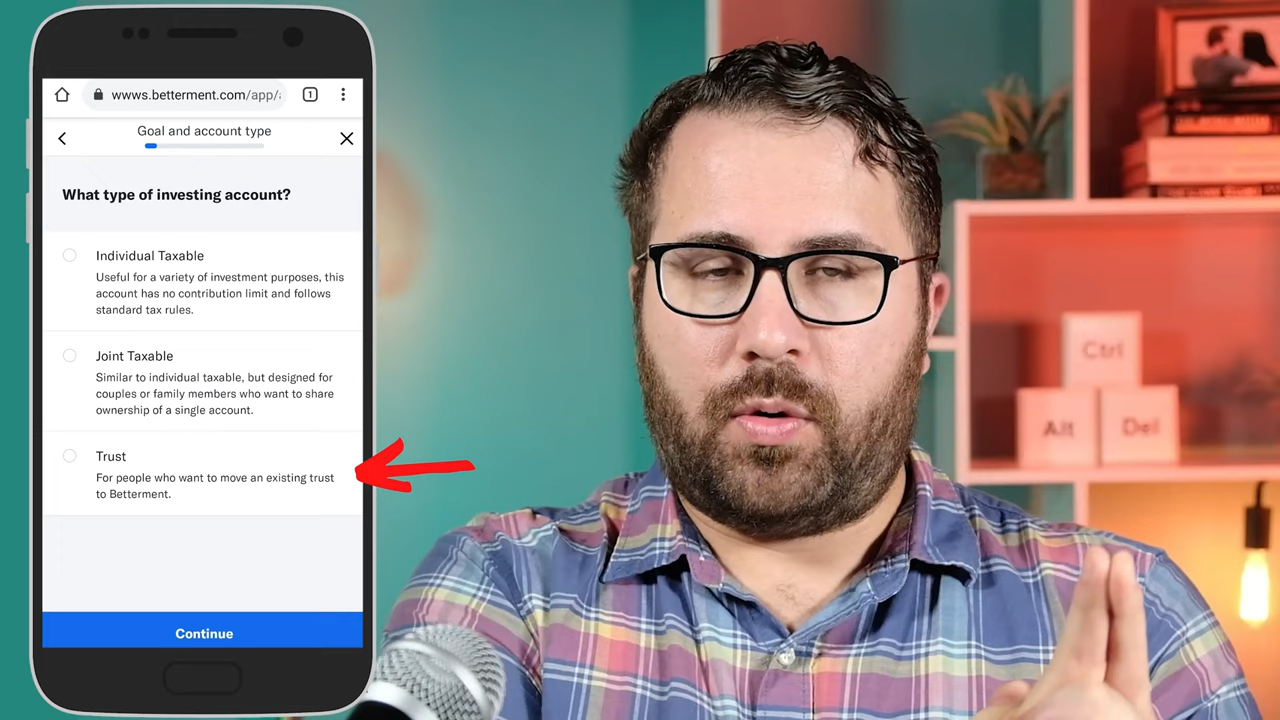 wwws.betterment.com/app/
1
Goal and account type
What type of investing account?
Individual Taxable
Useful for a variety of investment purposes, this
account has no contribution limit and follows
standard tax rules.
Joint Taxable
Similar to individual taxable, but designed for
couples or family members who want to share
ownership of a single account.
Trust
For people who want to move an existing trust
to Betterment.
Continue
Ctrl
Alt
Del